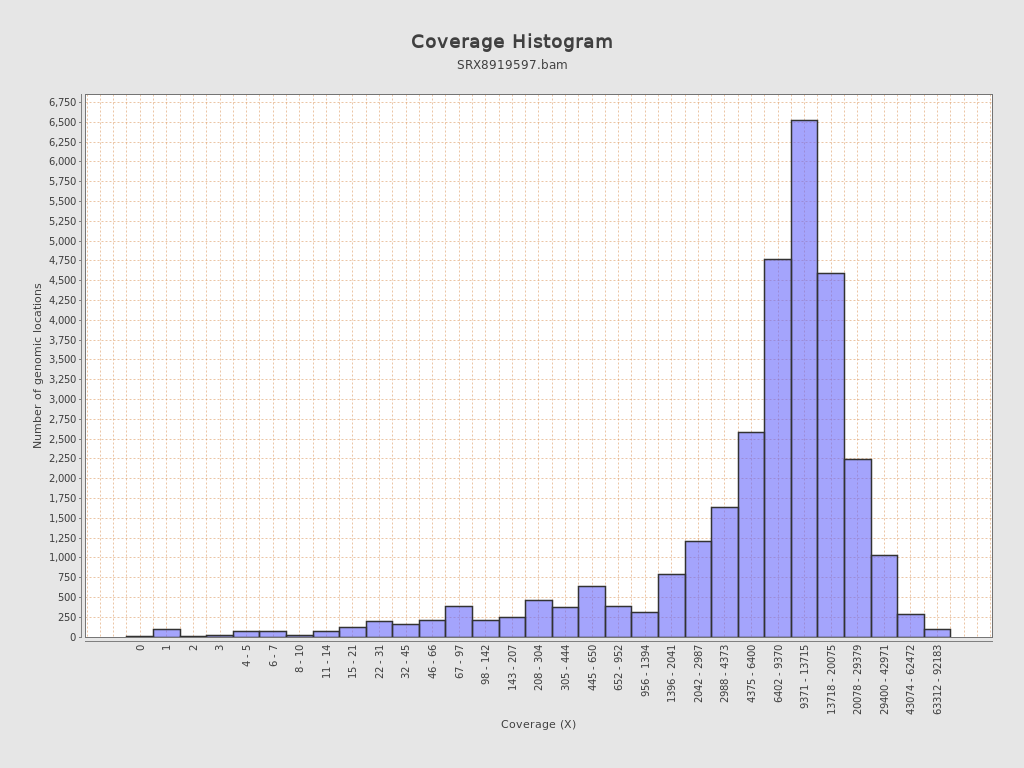 Coverage Histogram
SRX8919597.bam
6,750
6,500
6,250
6,000
5,750
5,500
5,250
5,000
4,750
4,500
4,250
4,000
3,750
3,500
3,250
3,000
2,750
2,500
2,250
2,000
1,750
1,500
1,250
1,000
750
500
250
0
Number of genomic locations
0
1
2
3
4 - 5
6 - 7
8 - 10
11 - 14
15 - 21
22 - 31
32 - 45
46 - 66
67 - 97
98 - 142
143 - 207
208 - 304
305 - 444
445 - 650
652 - 952
956 - 1394
1396 - 2041
2042 - 2987
2988 - 4373
4375 - 6400
6402 - 9370
9371 - 13715
13718 - 20075
20078 - 29379
29400 - 42971
43074 - 62472
63312 - 92183
Coverage (X)